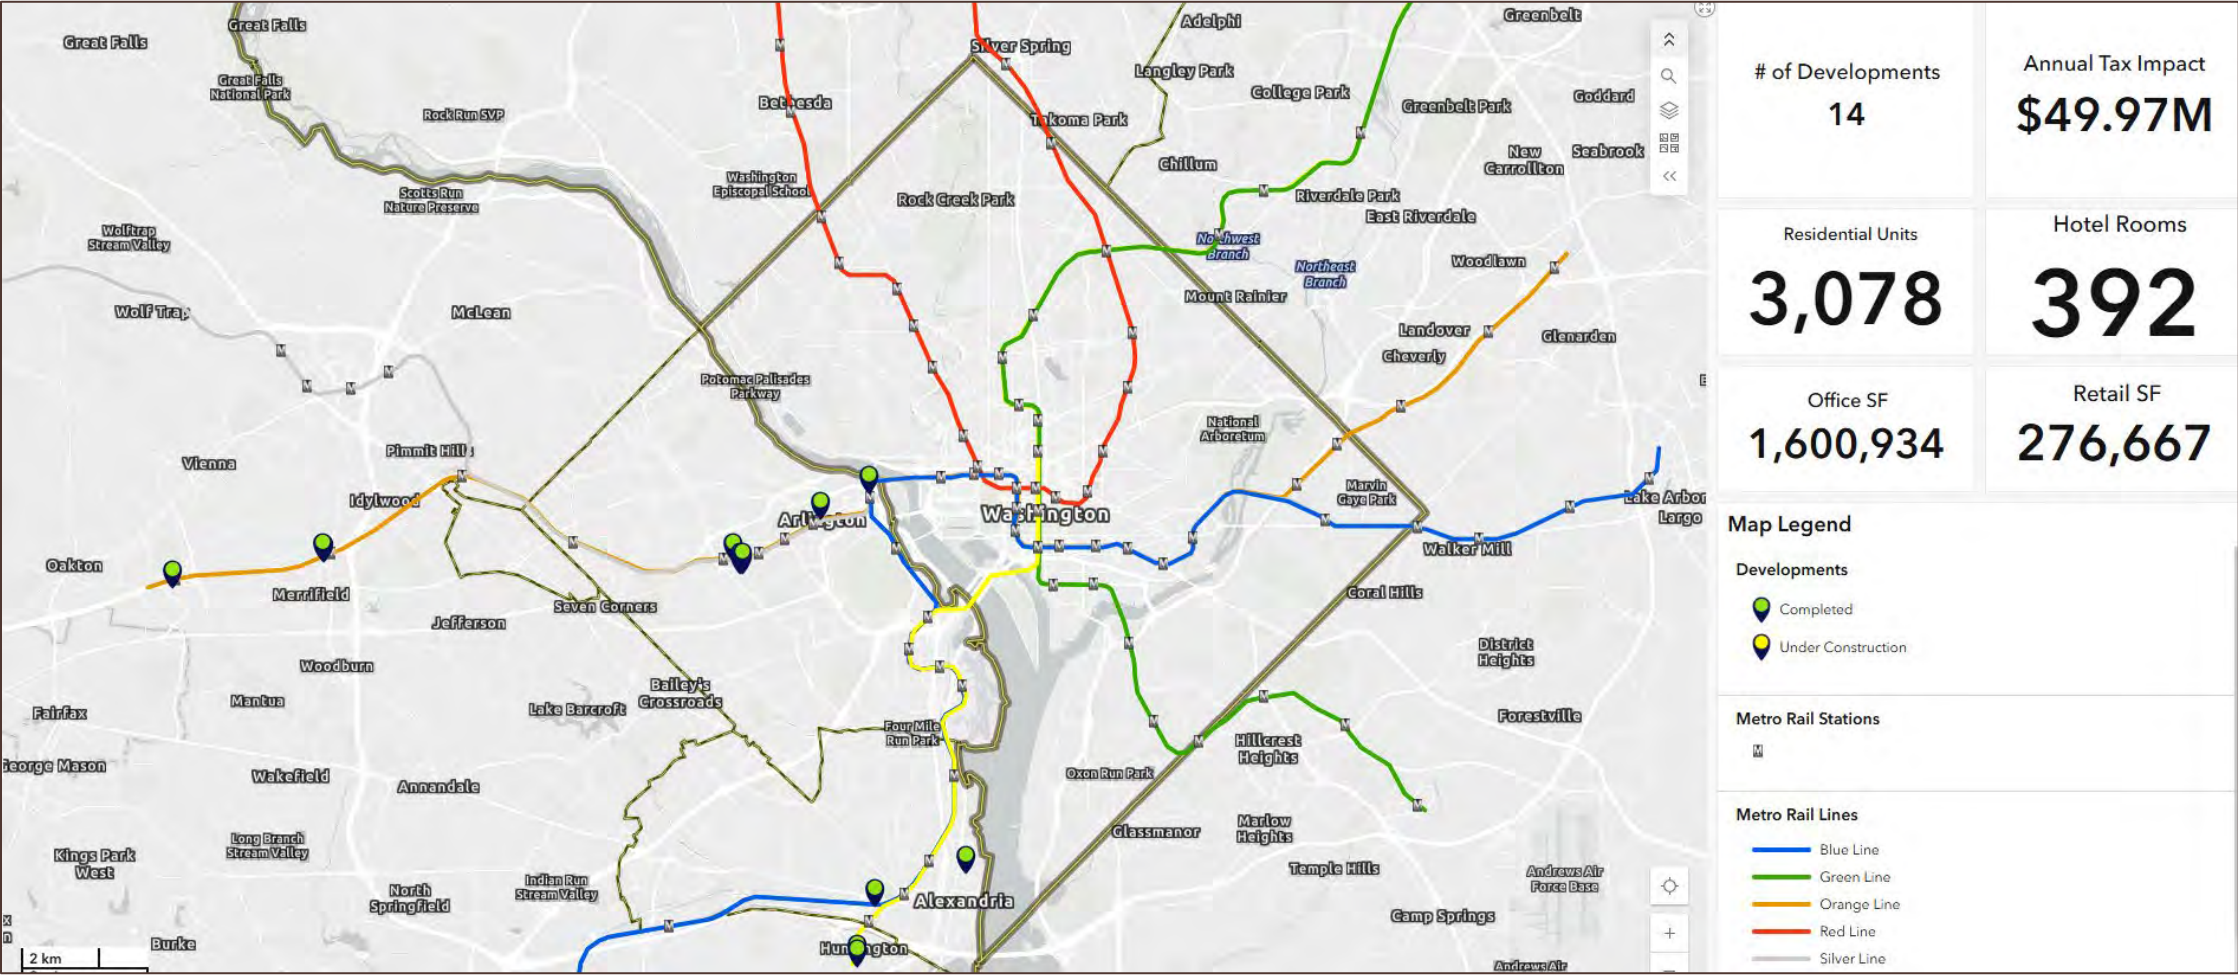 Great Falls
Great Falls
Great Falls
National Park
Rock Run SVP
Scotts Run
Nature Preserve
Wolftrap
Stream Valley
Wolf Trap
McLean
Bethesda
Washington
Episcopal School
Silver Spring
Takoma Park
Rock Creek Park
Adelphi
Langley Park
College Park
Chillum
Greenbelt
Greenbelt Park
Goddard
New
Carrollton
Seabrook
Riverdale Park
East Riverdale
Northwest
Branch
Northeast
Branch
Woodlawn
Mount Rainier
Landover
Cheverly
Glenarden
Potomac Palisades
Parkway
National
Arboretum
Pimmit Hills
Vienna
Idylwood
Arlington
Washington
Marvin
Gaye Park
Lake Arbor
Largo
Walker Mill
Oakton
Merrifield
Seven Corners
Jefferson
Coral Hills
Woodburn
District
Heights
Mantua
Fairfax
Lake Barcroft
Bailey's
Crossroads
Four Mile
Run Park
Forestville
Hillcrest
Heights
George Mason
Wakefield
Annandale
Oxon Run Park
Glassmanor
Marlow
Heights
Long Branch
Stream Valley
Kings Park
West
Temple Hills
Andrews Air
Force Base
North
Springfield
Indian Run
Stream Valley
Alexandria
Camp Springs
Burke
Huntington
Andrews Air
2 km
# of Developments
14
Annual Tax Impact
$49.97M
Residential Units
3,078
Hotel Rooms
392
Office SF
1,600,934
Retail SF
276,667
Map Legend
Developments
Completed
Under Construction
Metro Rail Stations
M
Metro Rail Lines
Blue Line
Green Line
Orange Line
Red Line
Silver Line